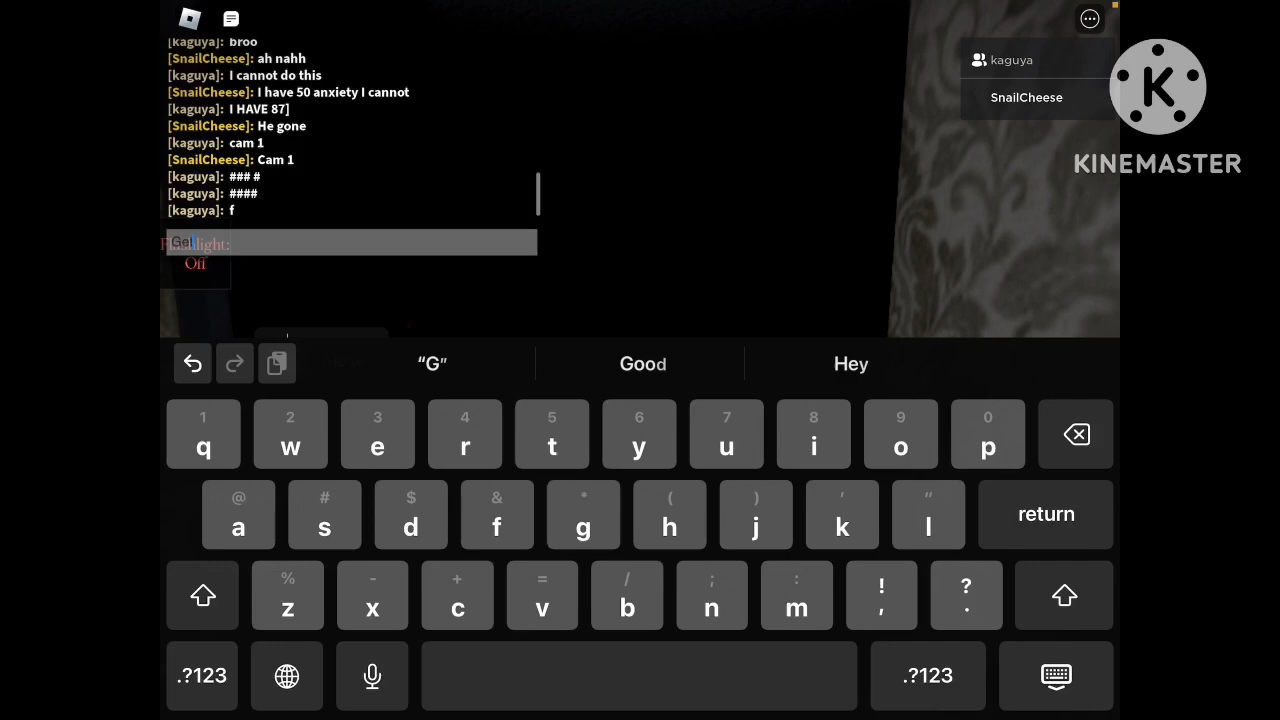 [kaguya]: broo
[SnailCheese]: ah nahh
[kaguya]: I cannot do this
[SnailCheese]: I have 50 anxiety I cannot
[kaguya]: I HAVE 87]
[SnailCheese]: He gone
[kaguya]: cam 1
[SnailCheese]: Cam 1
[kaguya]: ### #
[kaguya]: ####
[kaguya]: f
kaguya
SnailCheese
K
KINEMASTER
Flashlight:
Off
“G” Good Hey
1 2 3 4 5 6 7 8 9 0
q w e r t y u i o p
@ # $ & * ( ) ‘ “
a s d f g h j k l return
% - + = / ; : ! ?
z x c v b n m , .
.?123 .?123